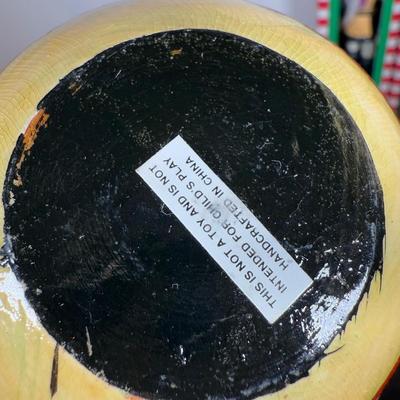 THIS IS NOT A TOY AND IS NOT
INTENDED FOR CHILD'S PLAY
HANDCRAFTED IN CHINA